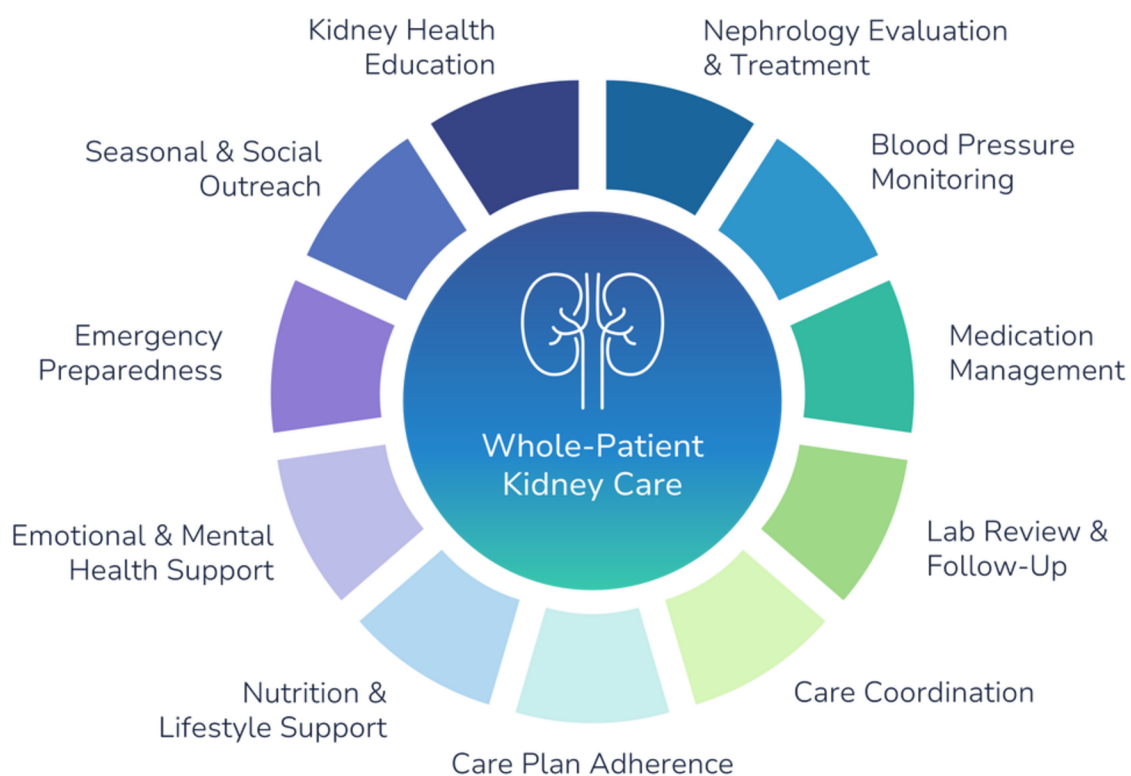 Kidney Health
Education
Nephrology Evaluation
& Treatment
Seasonal & Social
Outreach
Blood Pressure
Monitoring
Emergency
Preparedness
Medication
Management
Whole-Patient
Kidney Care
Emotional & Mental
Health Support
Lab Review &
Follow-Up
Nutrition &
Lifestyle Support
Care Coordination
Care Plan Adherence